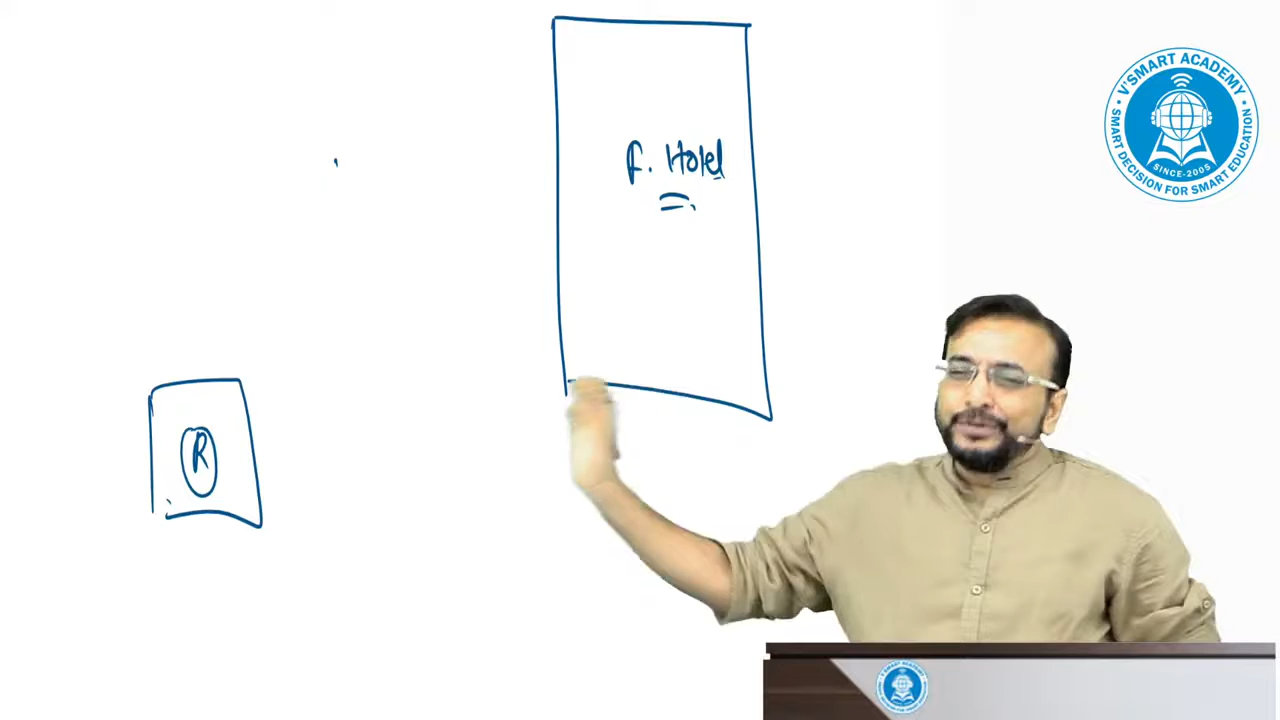 F. Hotel
R
V'SMART ACADEMY
SINCE-2005
SMART DECISION FOR SMART EDUCATION